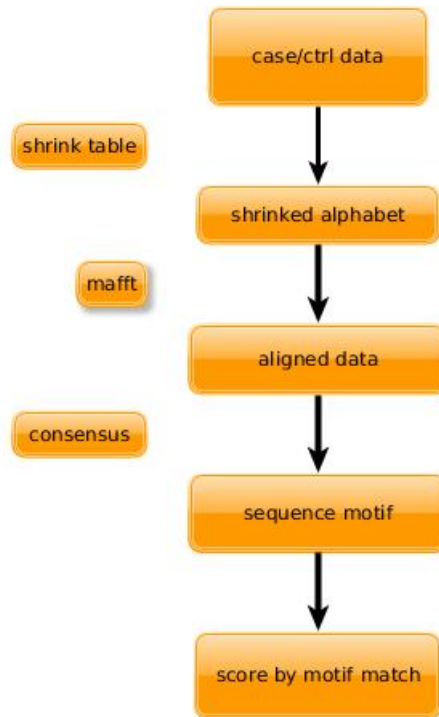 case/ctrl data
shrink table
shrinked alphabet
mafft
aligned data
consensus
sequence motif
score by motif match